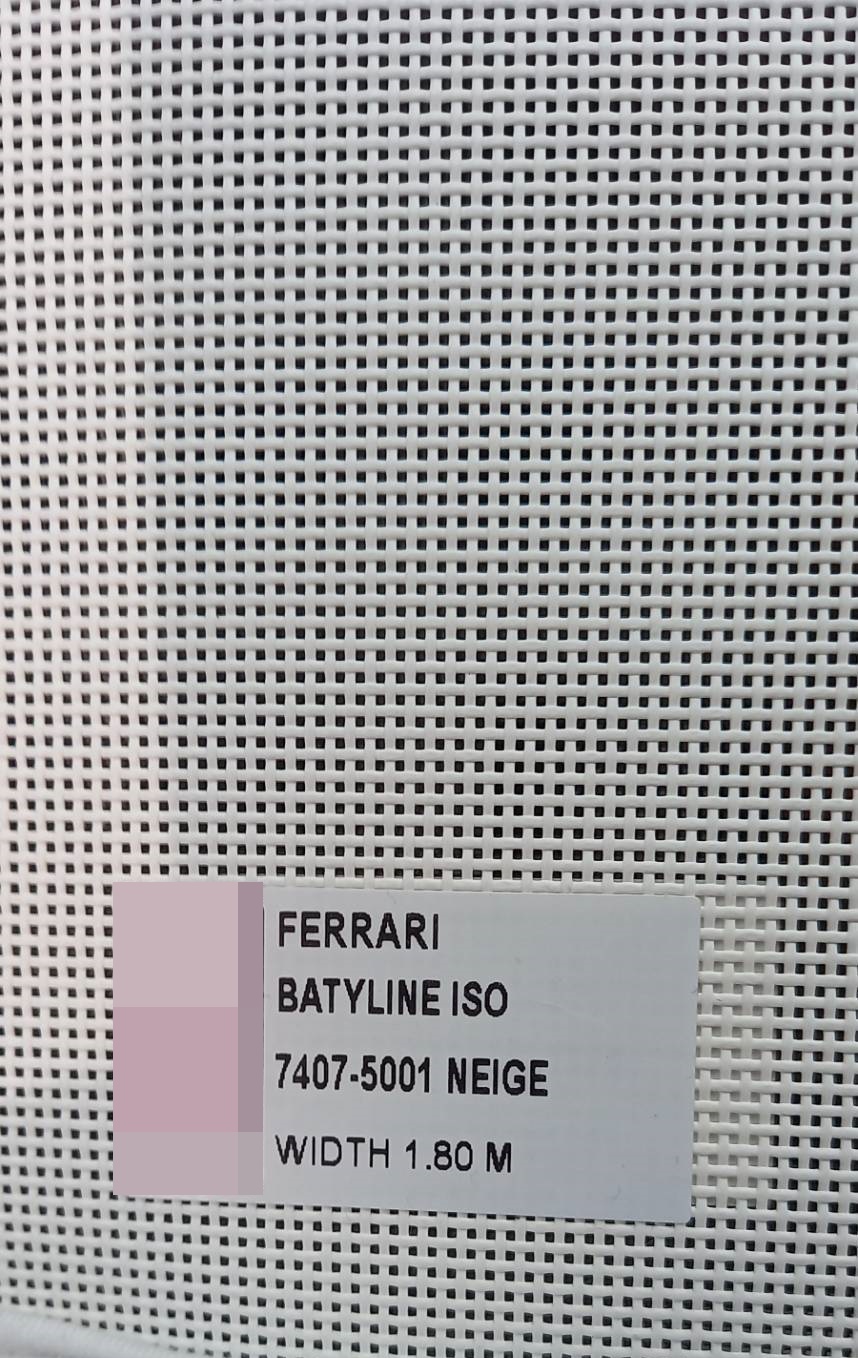 FERRARI
BATYLINE ISO
7407-5001 NEIGE
WIDTH 1.80 M